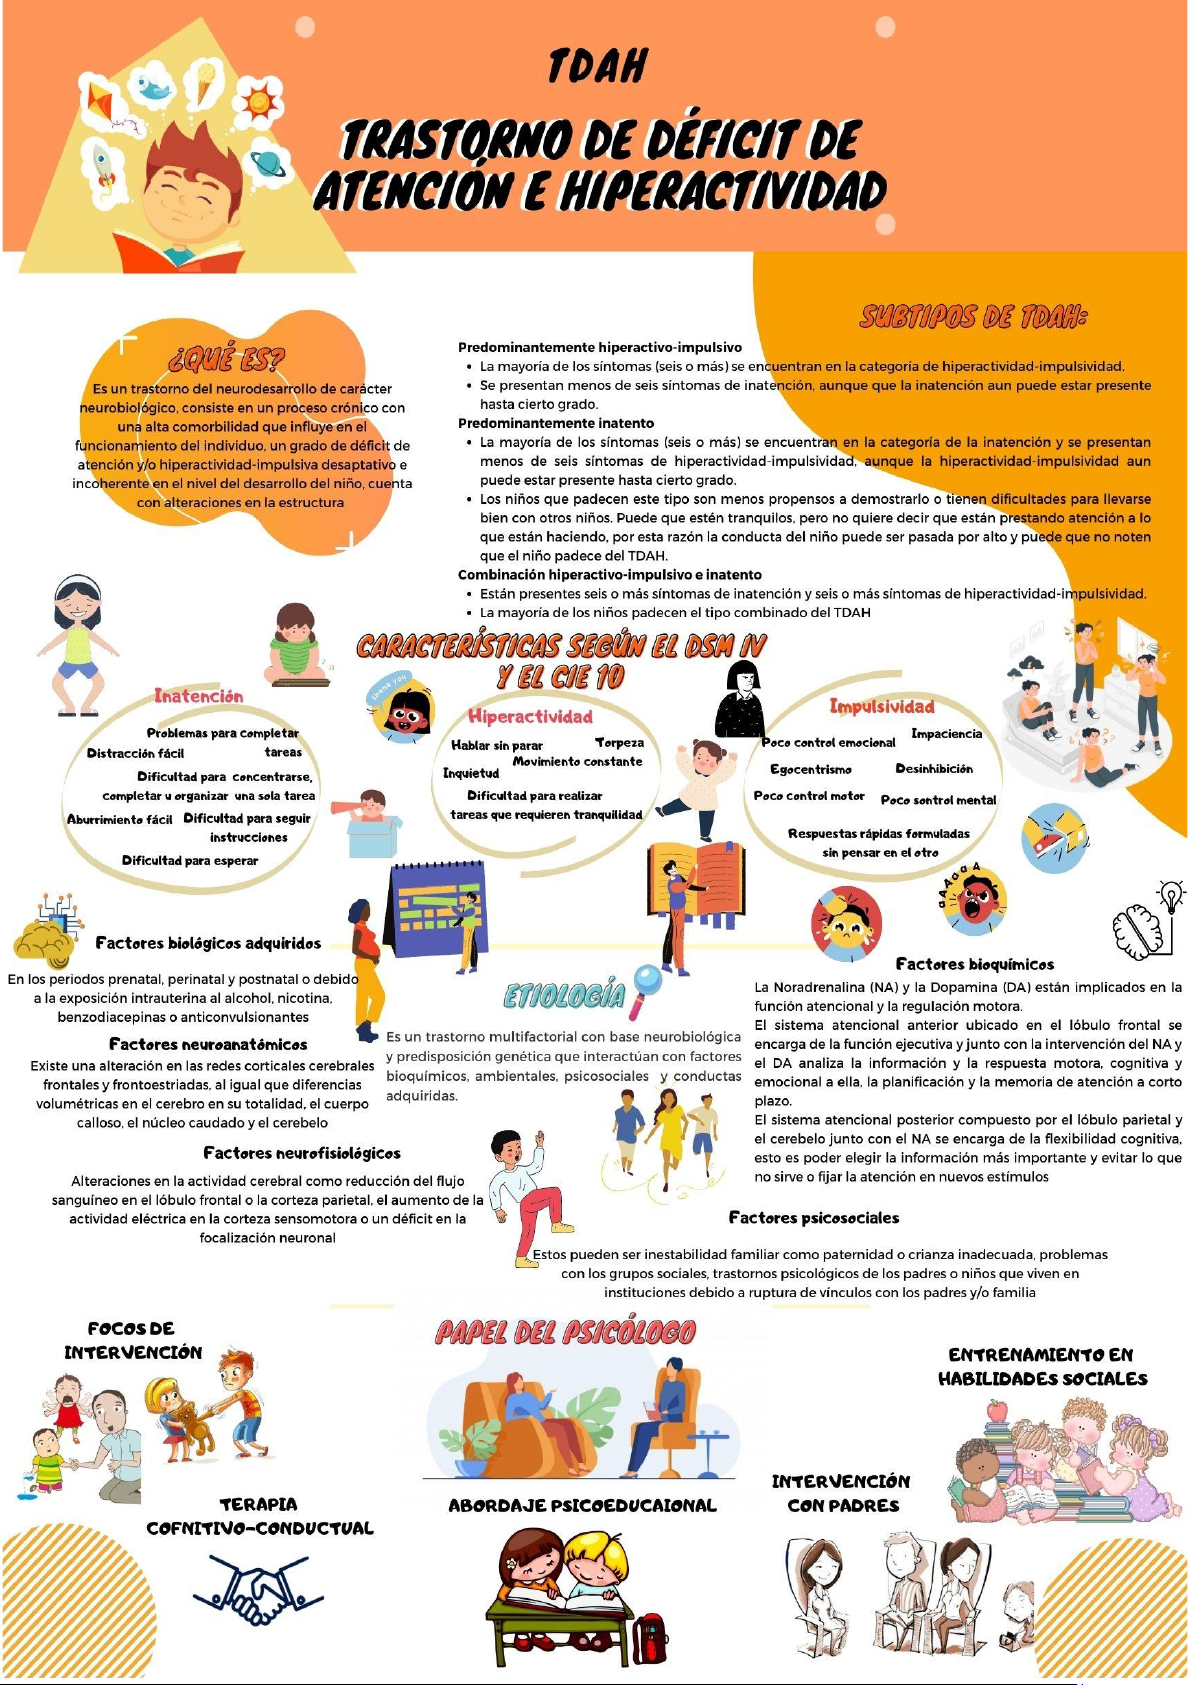 TDAH
TRASTORNO DE DÉFICIT DE
ATENCIÓN E HIPERACTIVIDAD
¿QUÉ ES?
Es un trastorno del neurodesarrollo de carácter
neurobiológico, consiste en un proceso crónico con
una alta comorbilidad que influye en el
funcionamiento del individuo, un grado de déficit de
atención y/o hiperactividad-impulsiva desaptativo e
incoherente en el nivel del desarrollo del niño, cuenta
con alteraciones en la estructura
SUBTIPOS DE TDAH:
Predominantemente hiperactivo-impulsivo
• La mayoría de los síntomas (seis o más) se encuentran en la categoría de hiperactividad-impulsividad.
• Se presentan menos de seis síntomas de inatención, aunque que la inatención aun puede estar presente
hasta cierto grado.
Predominantemente inatento
• La mayoría de los síntomas (seis o más) se encuentran en la categoría de la inatención y se presentan
menos de seis síntomas de hiperactividad-impulsividad, aunque la hiperactividad-impulsividad aun
puede estar presente hasta cierto grado.
• Los niños que padecen este tipo son menos propensos a demostrarlo o tienen dificultades para llevarse
bien con otros niños. Puede que estén tranquilos, pero no quiere decir que están prestando atención a lo
que están haciendo, por esta razón la conducta del niño puede ser pasada por alto y puede que no noten
que el niño padece del TDAH.
Combinación hiperactivo-impulsivo e inatento
• Están presentes seis o más síntomas de inatención y seis o más síntomas de hiperactividad-impulsividad.
• La mayoría de los niños padecen el tipo combinado del TDAH
CARACTERÍSTICAS SEGÚN EL DSM IV
Y EL CIE 10
Inatención
Problemas para completar
tareas
Distracción fácil
Dificultad para concentrarse,
completar u organizar una sola tarea
Aburrimiento fácil
Dificultad para seguir
instrucciones
Dificultad para esperar
thank you
Hiperactividad
Hablar sin parar
Torpeza
Movimiento constante
Inquietud
Dificultad para realizar
tareas que requieren tranquilidad
Impulsividad
Poco control emocional
Impaciencia
Egocentrismo
Desinhibición
Poco control motor
Poco sontrol mental
Respuestas rápidas formuladas
sin pensar en el otro
aAAaaA
Factores biológicos adquiridos
En los periodos prenatal, perinatal y postnatal o debido
a la exposición intrauterina al alcohol, nicotina,
benzodiacepinas o anticonvulsionantes
Factores neuroanatómicos
Existe una alteración en las redes corticales cerebrales
frontales y frontoestriadas, al igual que diferencias
volumétricas en el cerebro en su totalidad, el cuerpo
calloso, el núcleo caudado y el cerebelo
Factores neurofisiológicos
Alteraciones en la actividad cerebral como reducción del flujo
sanguíneo en el lóbulo frontal o la corteza parietal, el aumento de la
actividad eléctrica en la corteza sensomotora o un déficit en la
focalización neuronal
ETIOLOGÍA
Es un trastorno multifactorial con base neurobiológica
y predisposición genética que interactúan con factores
bioquímicos, ambientales, psicosociales y conductas
adquiridas.
Factores bioquímicos
La Noradrenalina (NA) y la Dopamina (DA) están implicados en la
función atencional y la regulación motora.
El sistema atencional anterior ubicado en el lóbulo frontal se
encarga de la función ejecutiva y junto con la intervención del NA y
el DA analiza la información y la respuesta motora, cognitiva y
emocional a ella, la planificación y la memoria de atención a corto
plazo.
El sistema atencional posterior compuesto por el lóbulo parietal y
el cerebelo junto con el NA se encarga de la flexibilidad cognitiva,
esto es poder elegir la información más importante y evitar lo que
no sirve o fijar la atención en nuevos estímulos
Factores psicosociales
Estos pueden ser inestabilidad familiar como paternidad o crianza inadecuada, problemas
con los grupos sociales, trastornos psicológicos de los padres o niños que viven en
instituciones debido a ruptura de vínculos con los padres y/o familia
PAPEL DEL PSICÓLOGO
FOCOS DE
INTERVENCIÓN
ENTRENAMIENTO EN
HABILIDADES SOCIALES
TERAPIA
COFNITIVO-CONDUCTUAL
ABORDAJE PSICOEDUCAIONAL
INTERVENCIÓN
CON PADRES